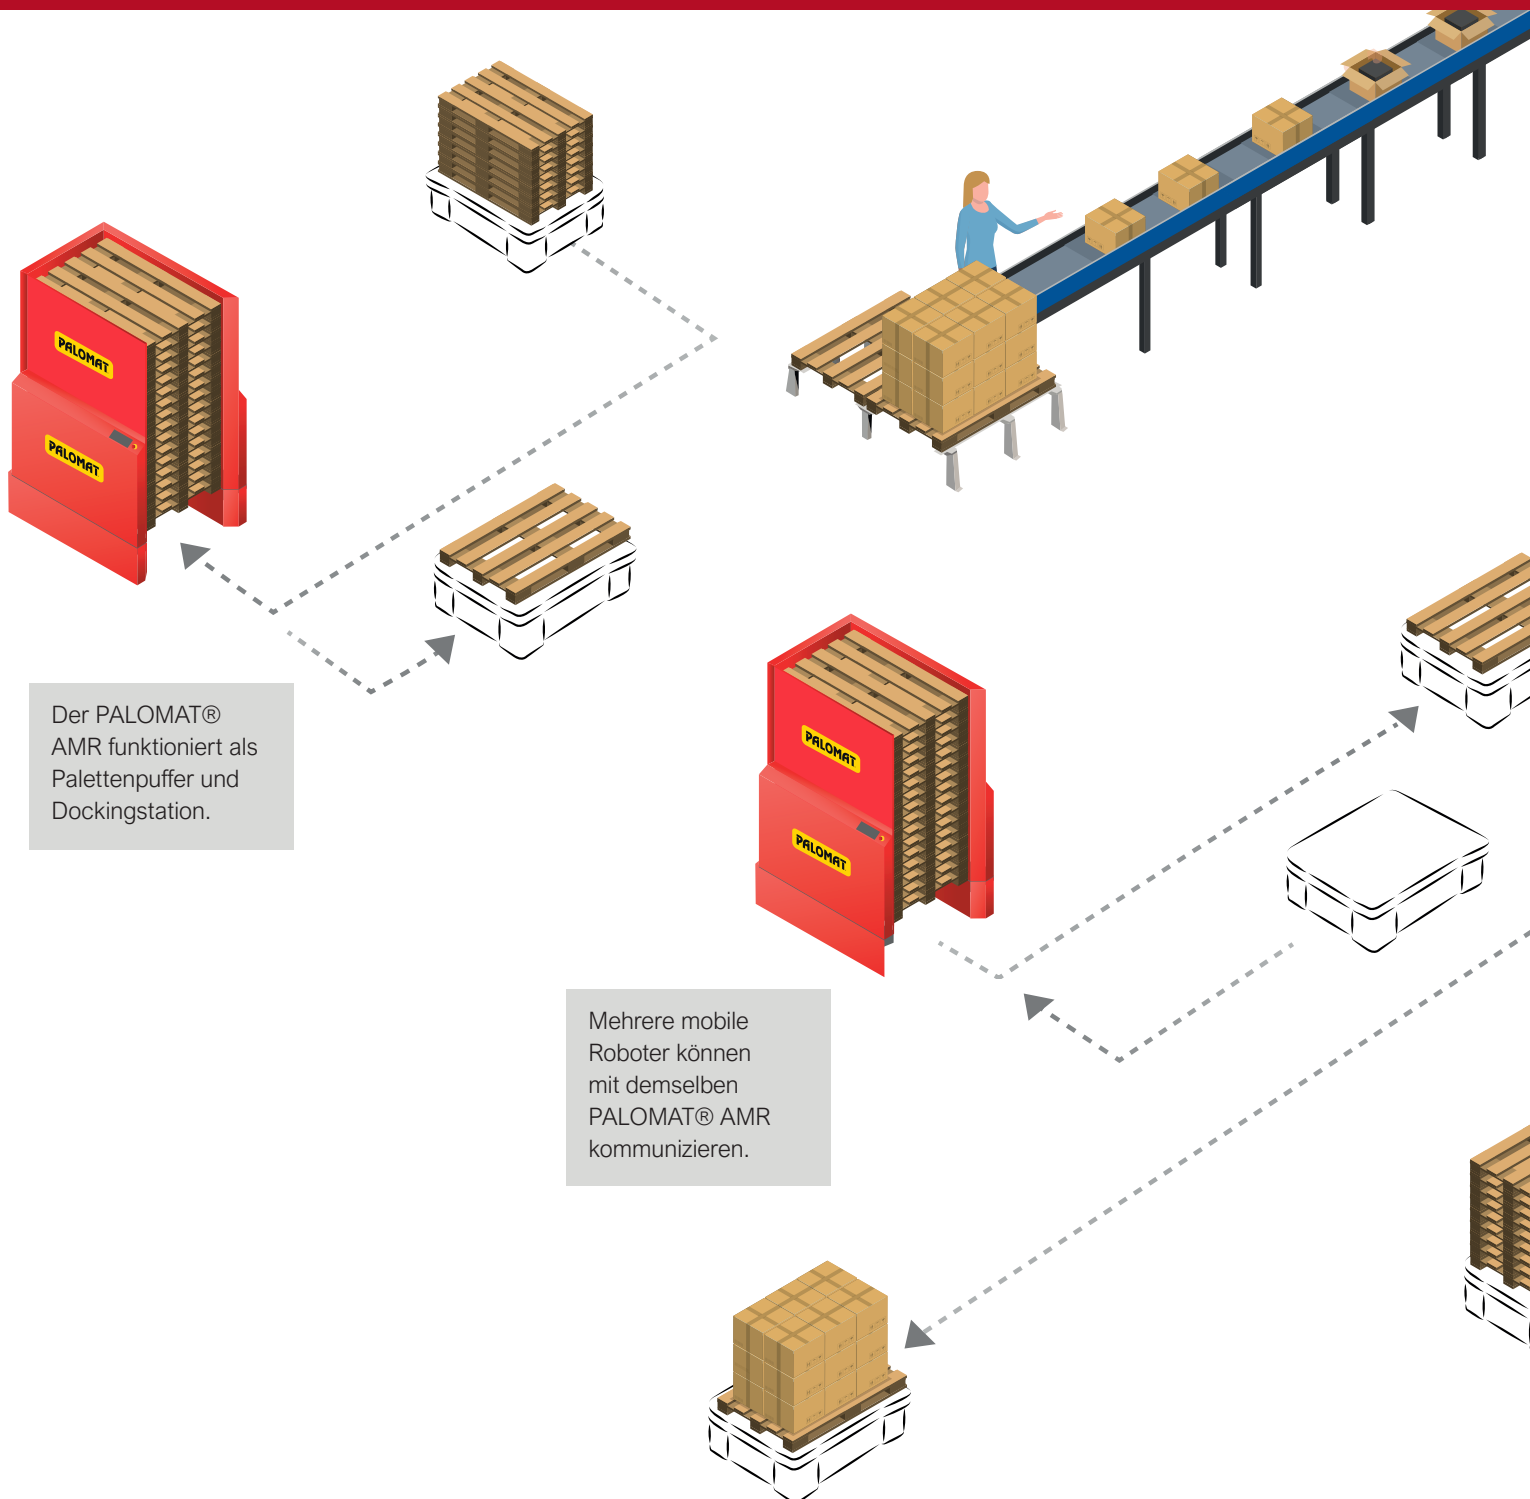 PALOMAT
PALOMAT
Der PALOMAT®
AMR funktioniert als
Palettenpuffer und
Dockingstation.
PALOMAT
PALOMAT
Mehrere mobile
Roboter können
mit demselben
PALOMAT® AMR
kommunizieren.